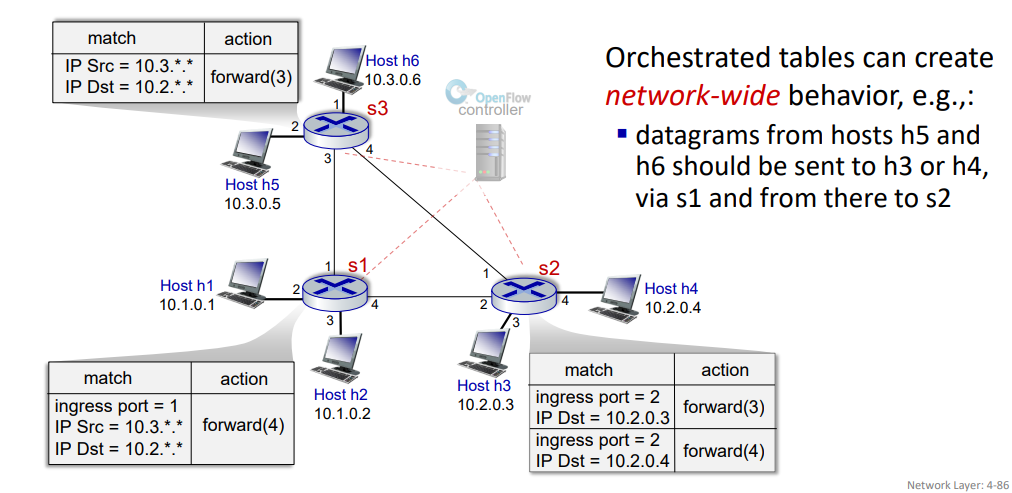 match action
IP Src = 10.3.*.*
IP Dst = 10.2.*.*
forward(3)
Host h6
10.3.0.6
1
s3
2
3
4
Host h5
10.3.0.5
OpenFlow
controller
Orchestrated tables can create
network-wide behavior, e.g.,:
▪ datagrams from hosts h5 and
h6 should be sent to h3 or h4,
via s1 and from there to s2
Host h1
10.1.0.1
1
s1
2
3
4
Host h2
10.1.0.2
1
s2
2
3
4
Host h3
10.2.0.3
Host h4
10.2.0.4
match action
ingress port = 1
IP Src = 10.3.*.*
IP Dst = 10.2.*.*
forward(4)
match action
ingress port = 2
IP Dst = 10.2.0.3
forward(3)
ingress port = 2
IP Dst = 10.2.0.4
forward(4)
Network Layer: 4-86